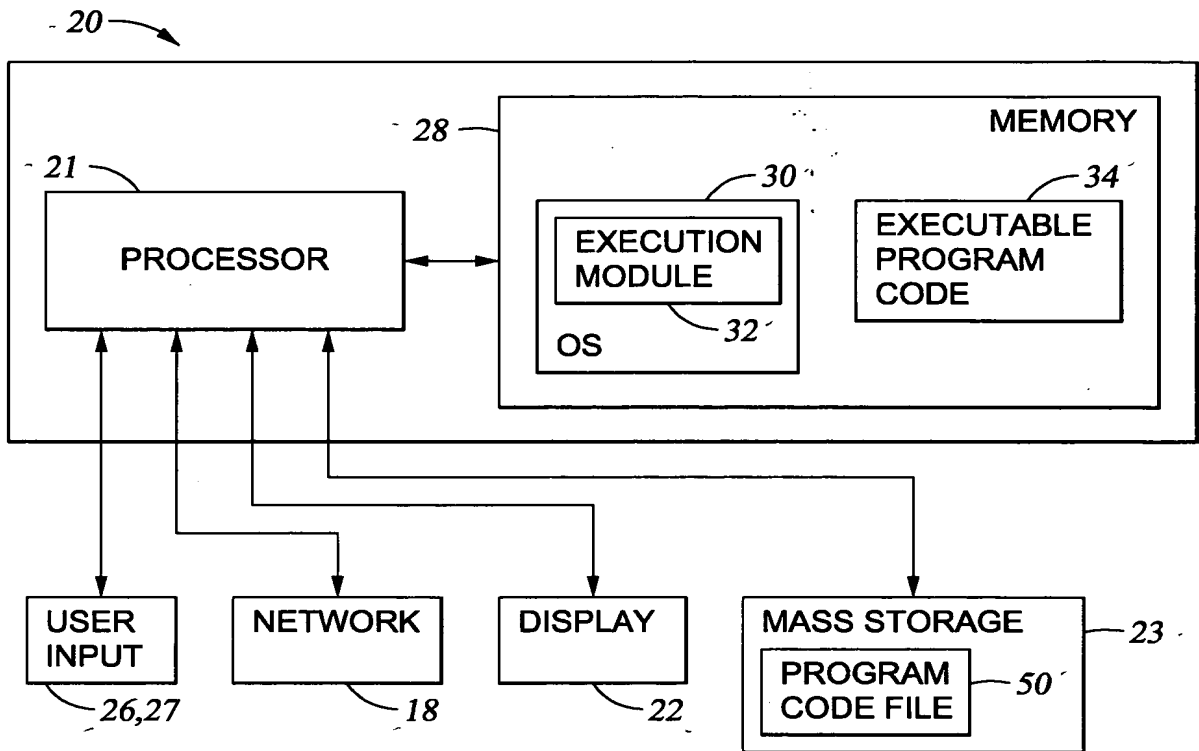 20
28
MEMORY
21
PROCESSOR
30
EXECUTION
MODULE
32
OS
34
EXECUTABLE
PROGRAM
CODE
USER
INPUT
26,27
NETWORK
18
DISPLAY
22
MASS STORAGE
23
PROGRAM
CODE FILE
50